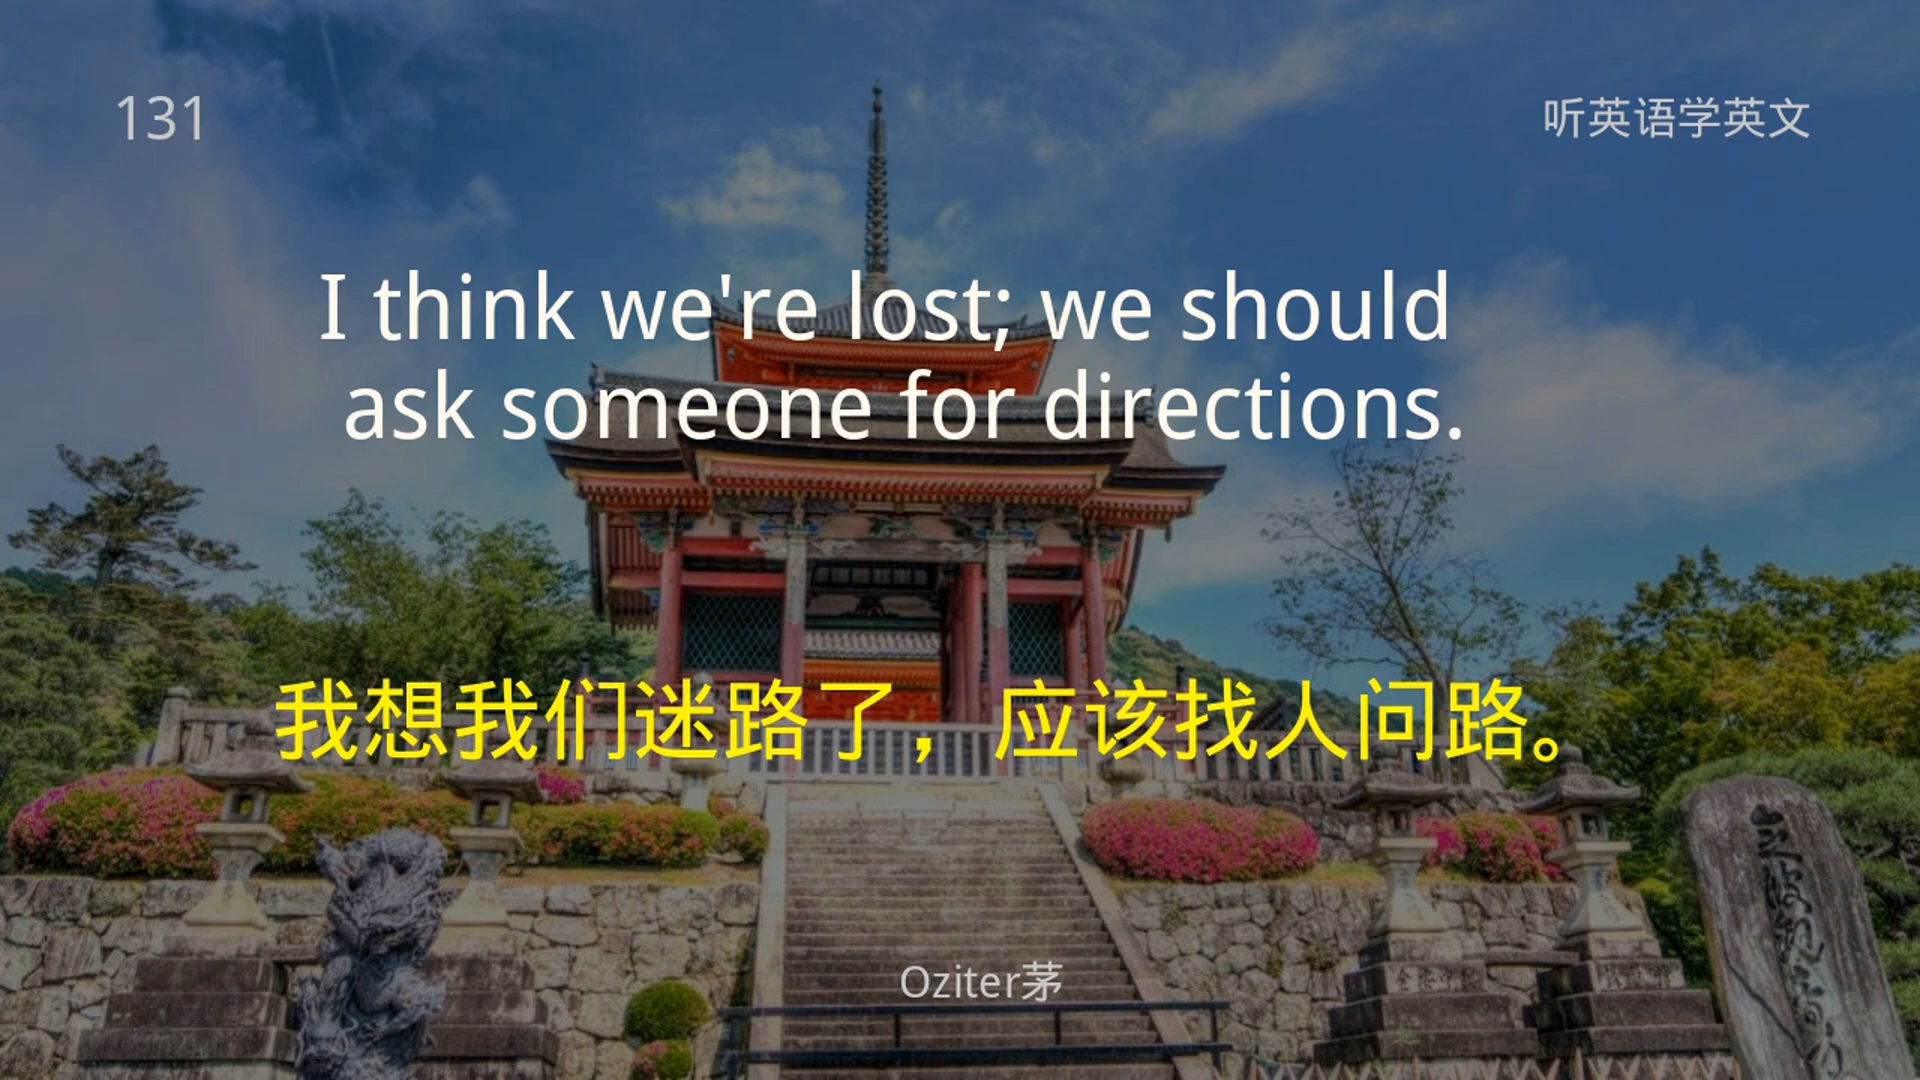 131
听英语学英文
I think we're lost; we should
ask someone for directions.
我想我们迷路了，应该找人问路。
Oziter茅